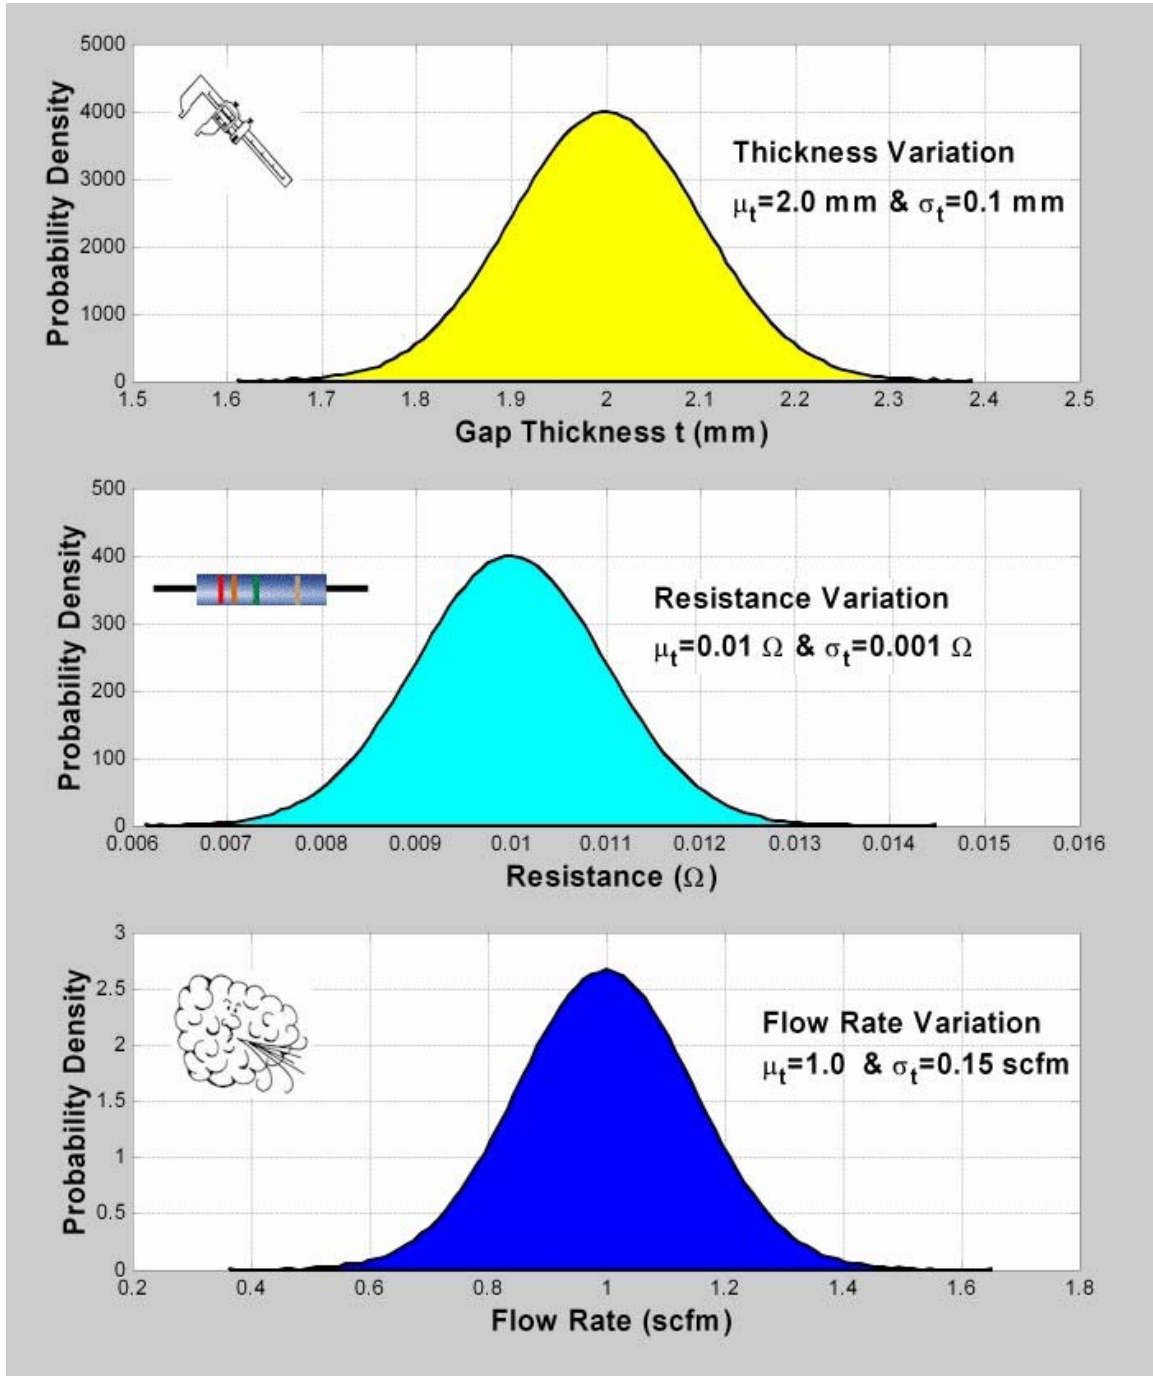 5000
4000
3000
2000
1000
0
Probability Density
Thickness Variation
μt=2.0 mm & σt=0.1 mm
1.5 1.6 1.7 1.8 1.9 2 2.1 2.2 2.3 2.4 2.5
Gap Thickness t (mm)
500
400
300
200
100
0
Probability Density
Resistance Variation
μt=0.01 Ω & σt=0.001 Ω
0.006 0.007 0.008 0.009 0.01 0.011 0.012 0.013 0.014 0.015 0.016
Resistance (Ω)
3
2.5
2
1.5
1
0.5
0
Probability Density
Flow Rate Variation
μt=1.0 & σt=0.15 scfm
0.2 0.4 0.6 0.8 1 1.2 1.4 1.6 1.8
Flow Rate (scfm)